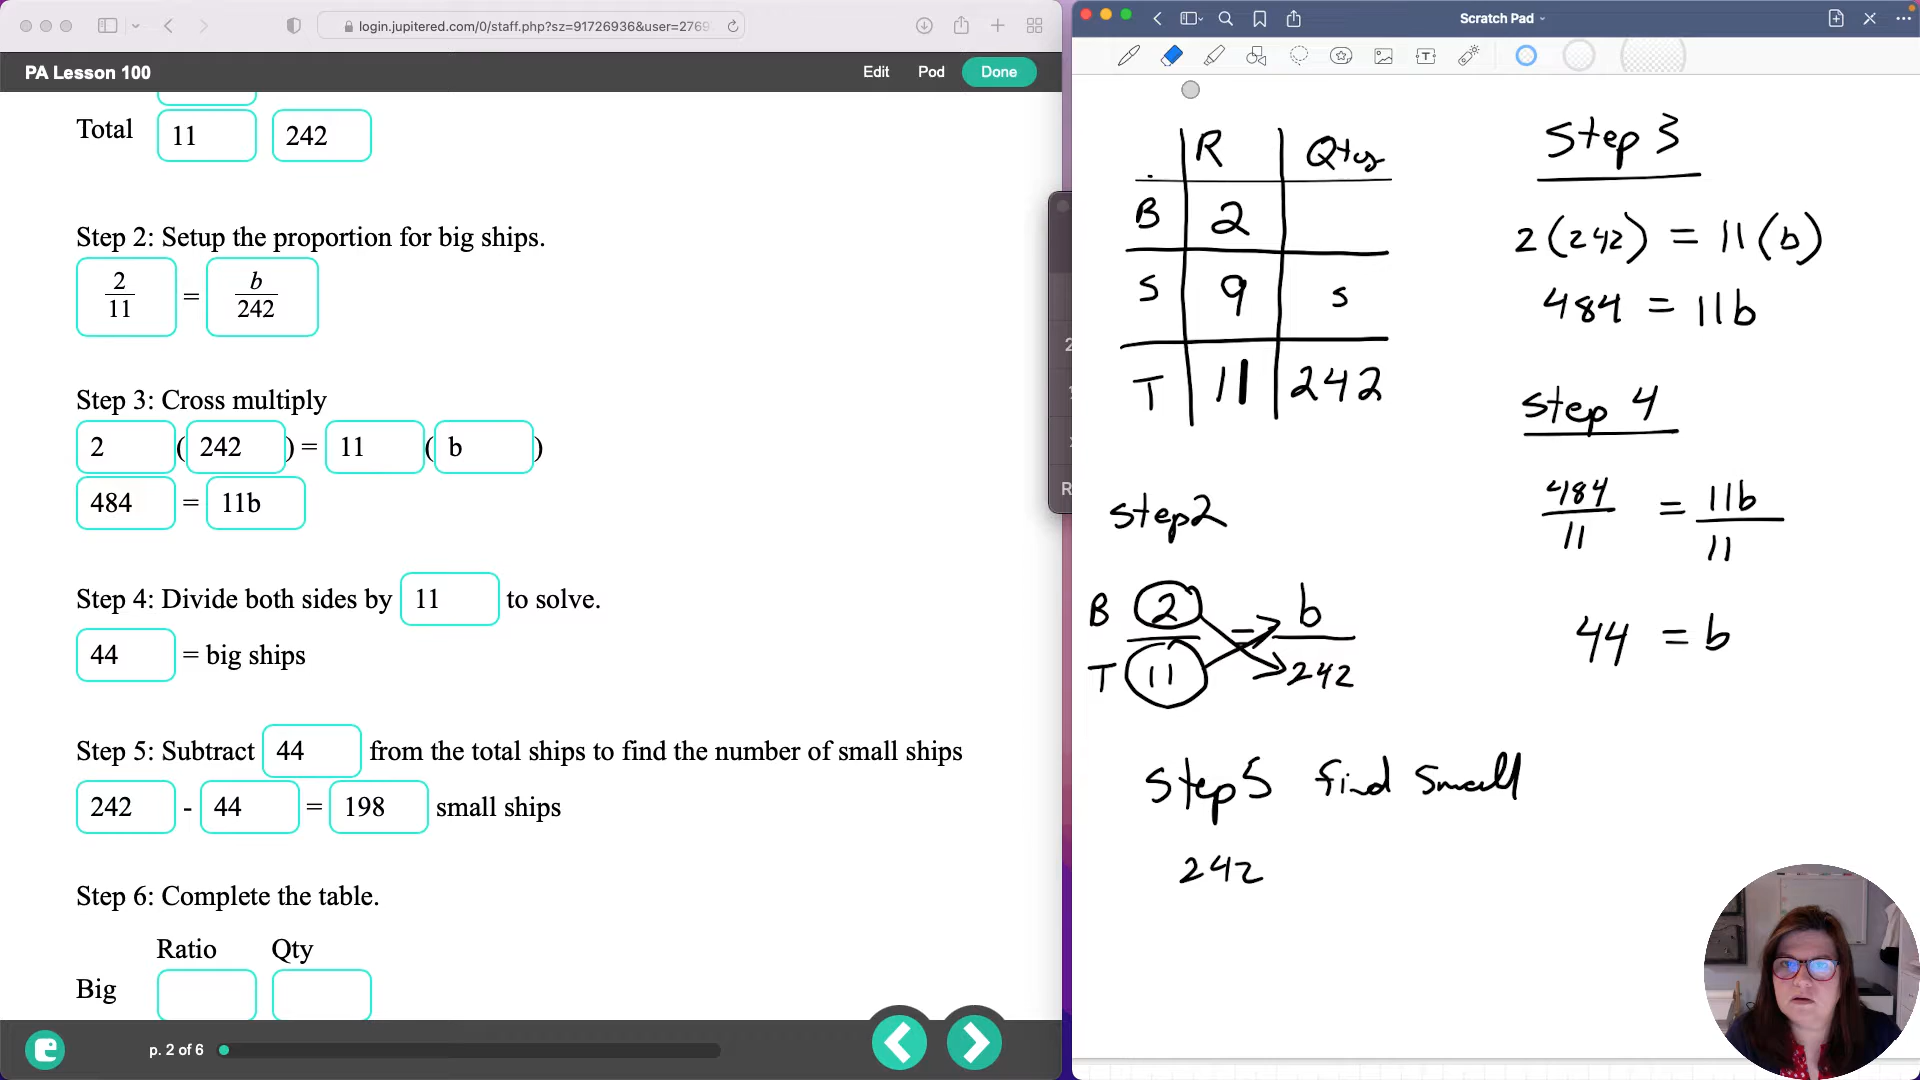 login.jupitered.com/0/staff.php?sz=91726936&user=2769
PA Lesson 100
Edit Pod Done
Total 11 242
Step 2: Setup the proportion for big ships.
2/11 = b/242
Step 3: Cross multiply
2 ( 242 ) = 11 ( b )
484 = 11b
Step 4: Divide both sides by 11 to solve.
44 = big ships
Step 5: Subtract 44 from the total ships to find the number of small ships
242 - 44 = 198 small ships
Step 6: Complete the table.
Ratio Qty
Big
p. 2 of 6
Scratch Pad
R Qtys
B 2
S 9 s
T 11 242
step2
B 2 = b
T 11 242
Step 3
2(242) = 11(b)
484 = 11b
step 4
484/11 = 11b/11
44 = b
Step5 find small
242